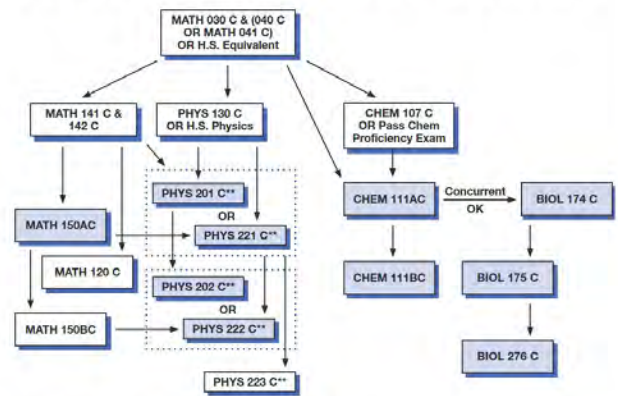 MATH 030 C & (040 C
OR MATH 041 C)
OR H.S. Equivalent
MATH 141 C &
142 C
PHYS 130 C
OR H.S. Physics
CHEM 107 C
OR Pass Chem
Proficiency Exam
PHYS 201 C**
OR
PHYS 221 C**
CHEM 111AC
Concurrent
OK
BIOL 174 C
MATH 150AC
MATH 120 C
PHYS 202 C**
OR
PHYS 222 C**
CHEM 111BC
BIOL 175 C
MATH 150BC
BIOL 276 C
PHYS 223 C**